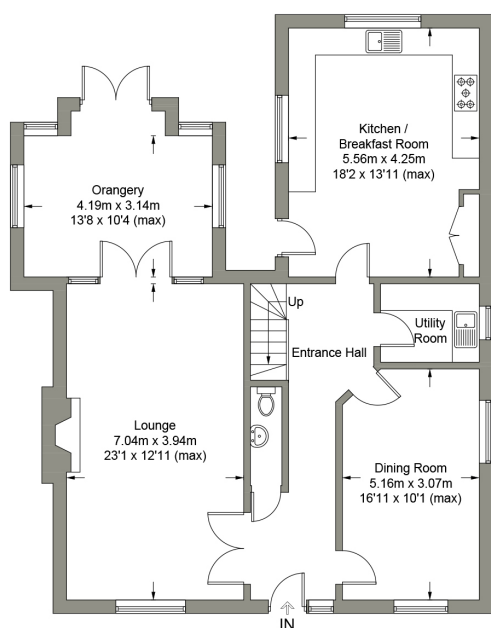 Kitchen /
Breakfast Room
5.56m x 4.25m
18'2 x 13'11 (max)
Orangery
4.19m x 3.14m
13'8 x 10'4 (max)
Up
Utility
Room
Entrance Hall
Lounge
7.04m x 3.94m
23'1 x 12'11 (max)
Dining Room
5.16m x 3.07m
16'11 x 10'1 (max)
IN